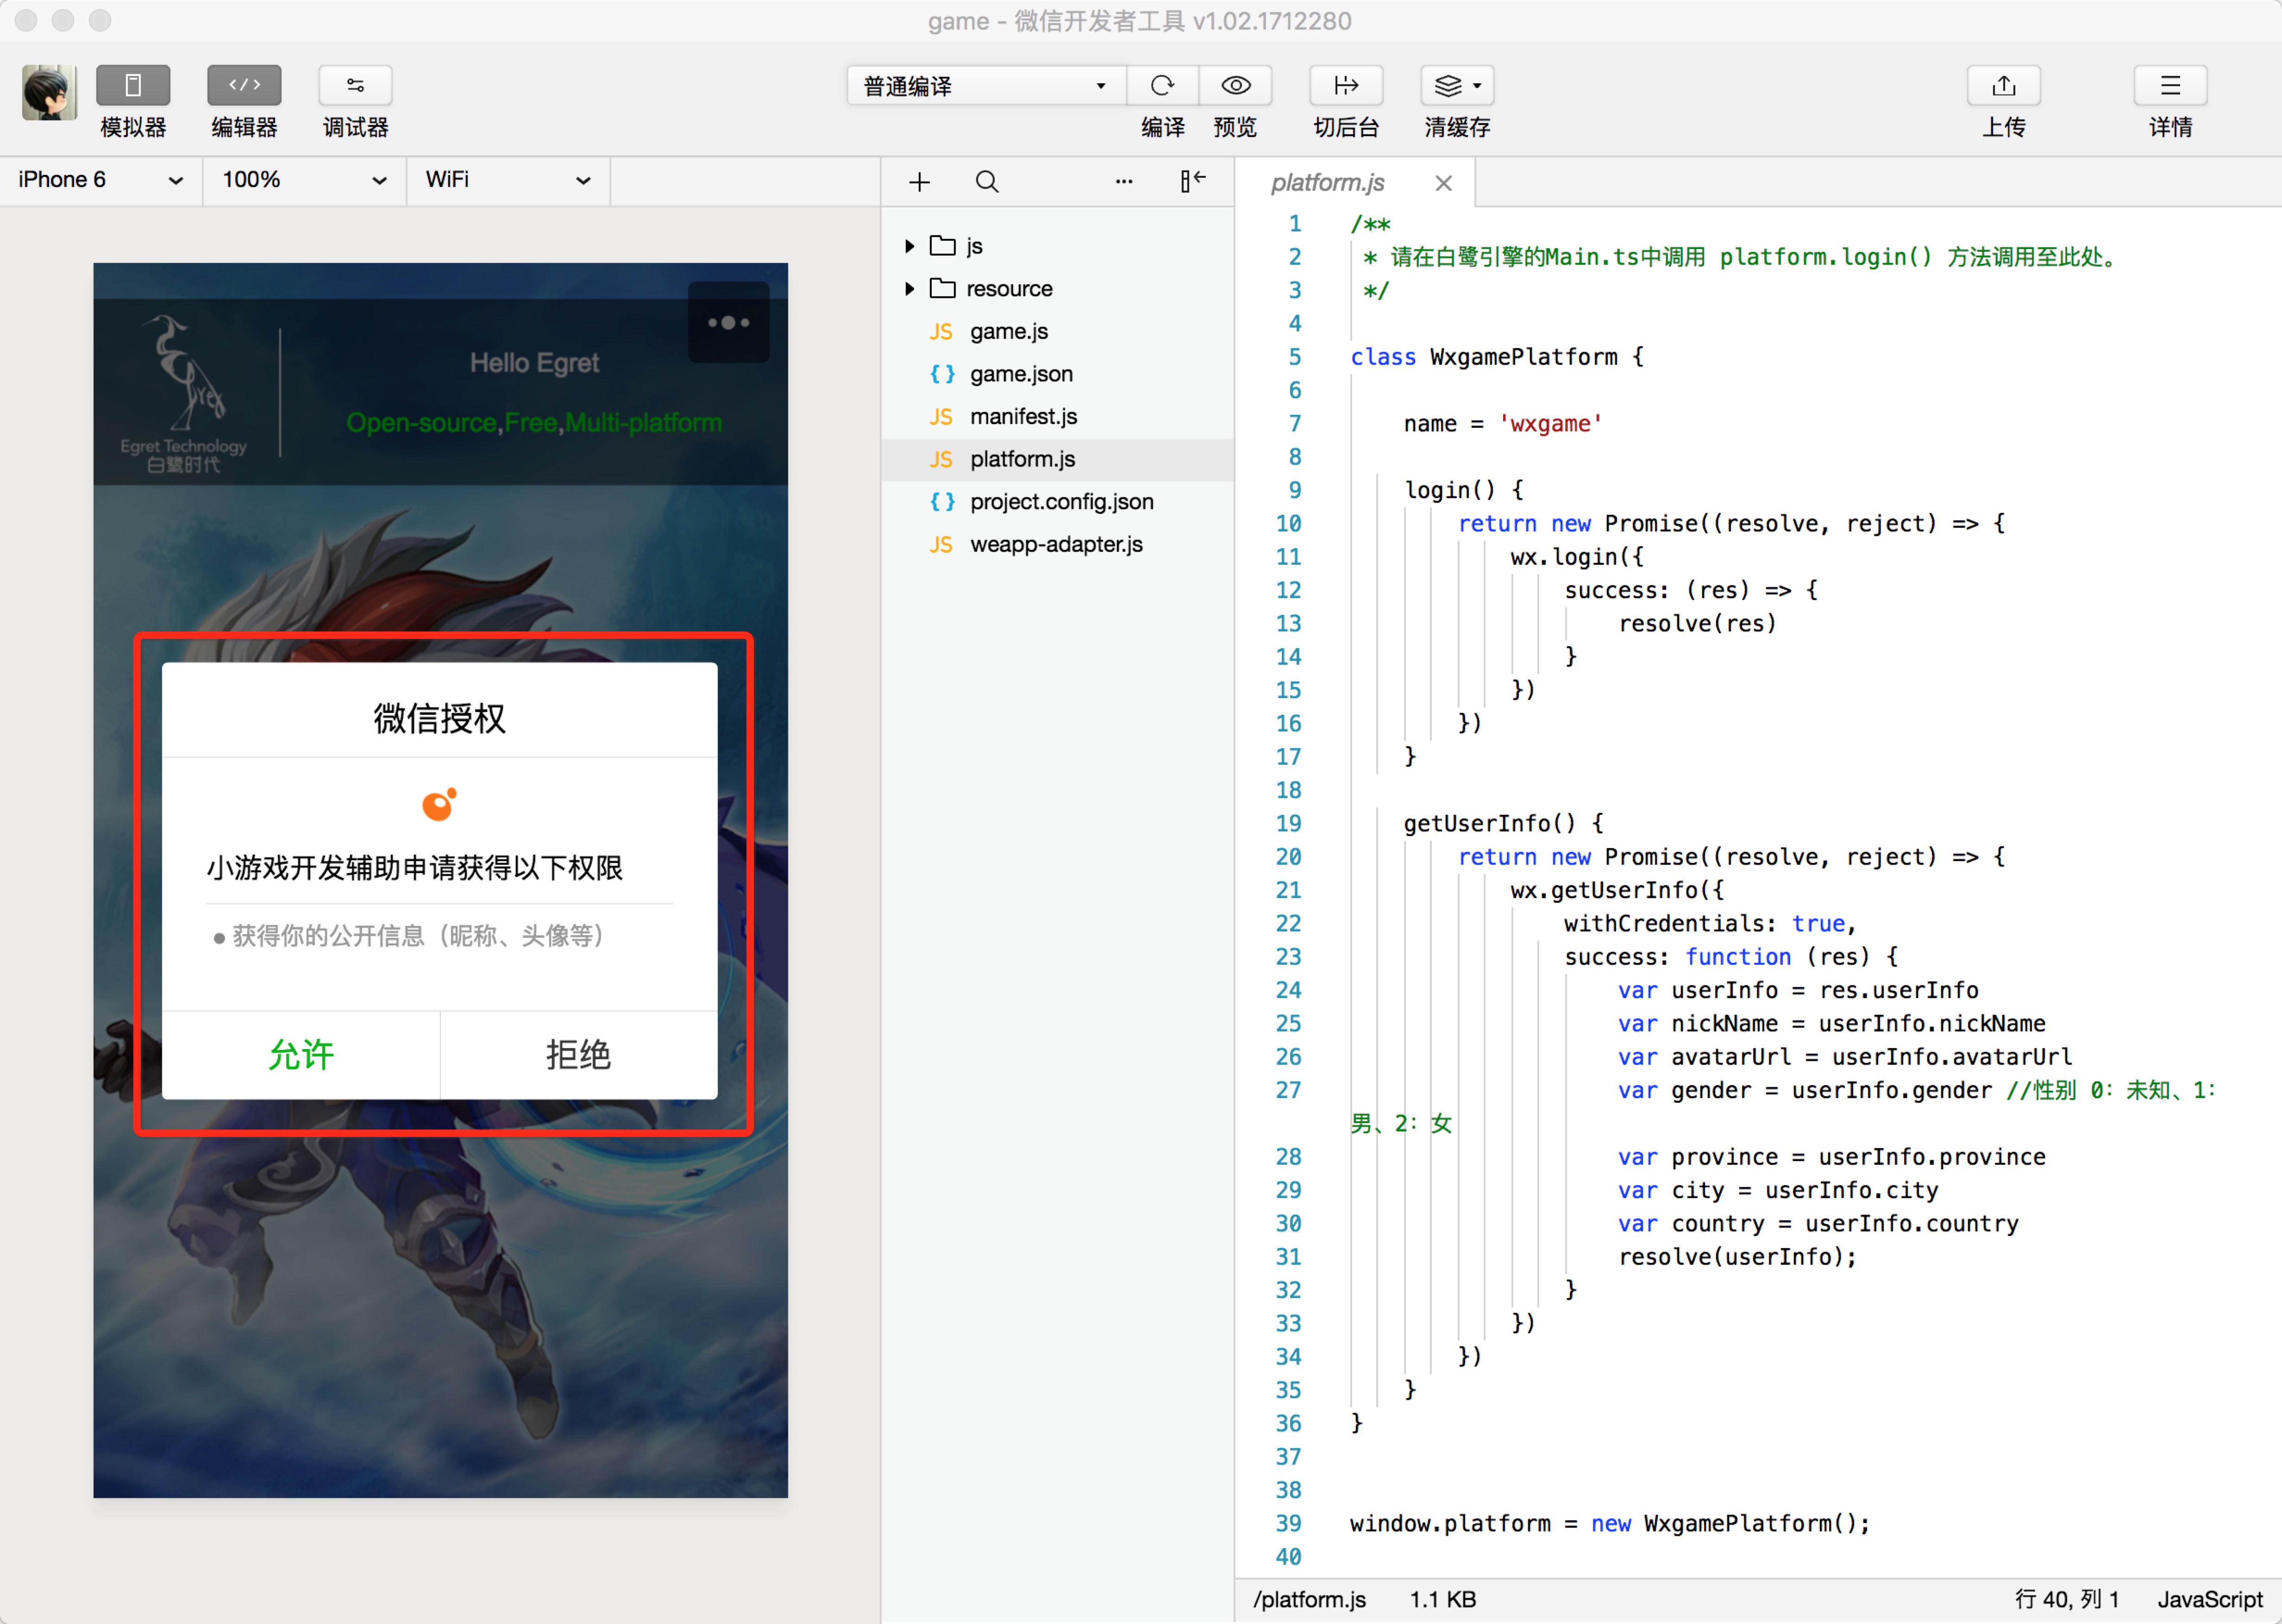 game - 微信开发者工具 v1.02.1712280
模拟器
编辑器
调试器
普通编译
编译
预览
切后台
清缓存
上传
详情
iPhone 6
100%
WiFi
Hello Egret
Open-source,Free,Multi-platform
Egret
Egret Technology
白鹭时代
微信授权
小游戏开发辅助申请获得以下权限
● 获得你的公开信息（昵称、头像等）
允许
拒绝
js
resource
JS game.js
{ } game.json
JS manifest.js
JS platform.js
{ } project.config.json
JS weapp-adapter.js
platform.js
1 /**
2 * 请在白鹭引擎的Main.ts中调用 platform.login() 方法调用至此处。
3 */
4
5 class WxgamePlatform {
6
7 name = 'wxgame'
8
9 login() {
10 return new Promise((resolve, reject) => {
11 wx.login({
12 success: (res) => {
13 resolve(res)
14 }
15 })
16 })
17 }
18
19 getUserInfo() {
20 return new Promise((resolve, reject) => {
21 wx.getUserInfo({
22 withCredentials: true,
23 success: function (res) {
24 var userInfo = res.userInfo
25 var nickName = userInfo.nickName
26 var avatarUrl = userInfo.avatarUrl
27 var gender = userInfo.gender //性别 0：未知、1：
男、2：女
28 var province = userInfo.province
29 var city = userInfo.city
30 var country = userInfo.country
31 resolve(userInfo);
32 }
33 })
34 })
35 }
36 }
37
38
39 window.platform = new WxgamePlatform();
40
/platform.js 1.1 KB
行 40, 列 1 JavaScript